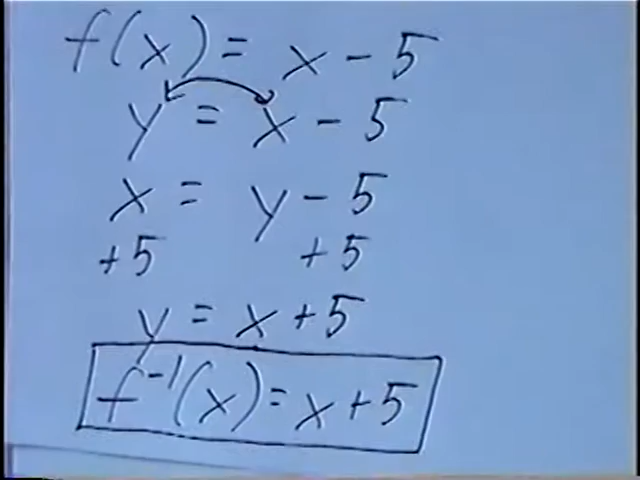 f(x) = x - 5
y = x - 5
x = y - 5
+5 +5
y = x + 5
f⁻¹(x) = x + 5